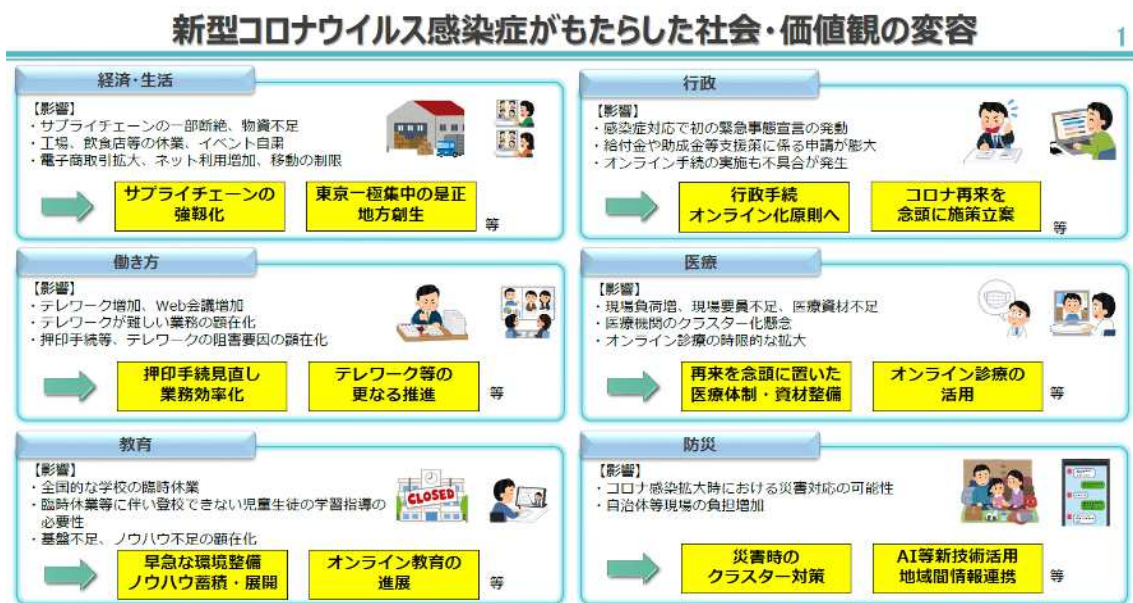 新型コロナウイルス感染症がもたらした社会・価値観の変容
1
経済・生活
【影響】
・サプライチェーンの一部断絶、物資不足
・工場、飲食店等の休業、イベント自粛
・電子商取引拡大、ネット利用増加、移動の制限
サプライチェーンの
強靱化
東京一極集中の是正
地方創生
等
行政
【影響】
・感染症対応で初の緊急事態宣言の発動
・給付金や助成金等支援策に係る申請が膨大
・オンライン手続の実施も不具合が発生
行政手続
オンライン化原則へ
コロナ再来を
念頭に施策立案
等
働き方
【影響】
・テレワーク増加、Web会議増加
・テレワークが難しい業務の顕在化
・押印手続等、テレワークの阻害要因の顕在化
押印手続見直し
業務効率化
テレワーク等の
更なる推進
等
医療
【影響】
・現場負荷増、現場要員不足、医療資材不足
・医療機関のクラスター化懸念
・オンライン診療の時限的な拡大
再来を念頭に置いた
医療体制・資材整備
オンライン診療の
活用
等
教育
【影響】
・全国的な学校の臨時休業
・臨時休業等に伴い登校できない児童生徒の学習指導の
必要性
・基盤不足、ノウハウ不足の顕在化
CLOSED
早急な環境整備
ノウハウ蓄積・展開
オンライン教育の
進展
等
防災
【影響】
・コロナ感染拡大時における災害対応の可能性
・自治体等現場の負担増加
災害時の
クラスター対策
AI等新技術活用
地域間情報連携
等